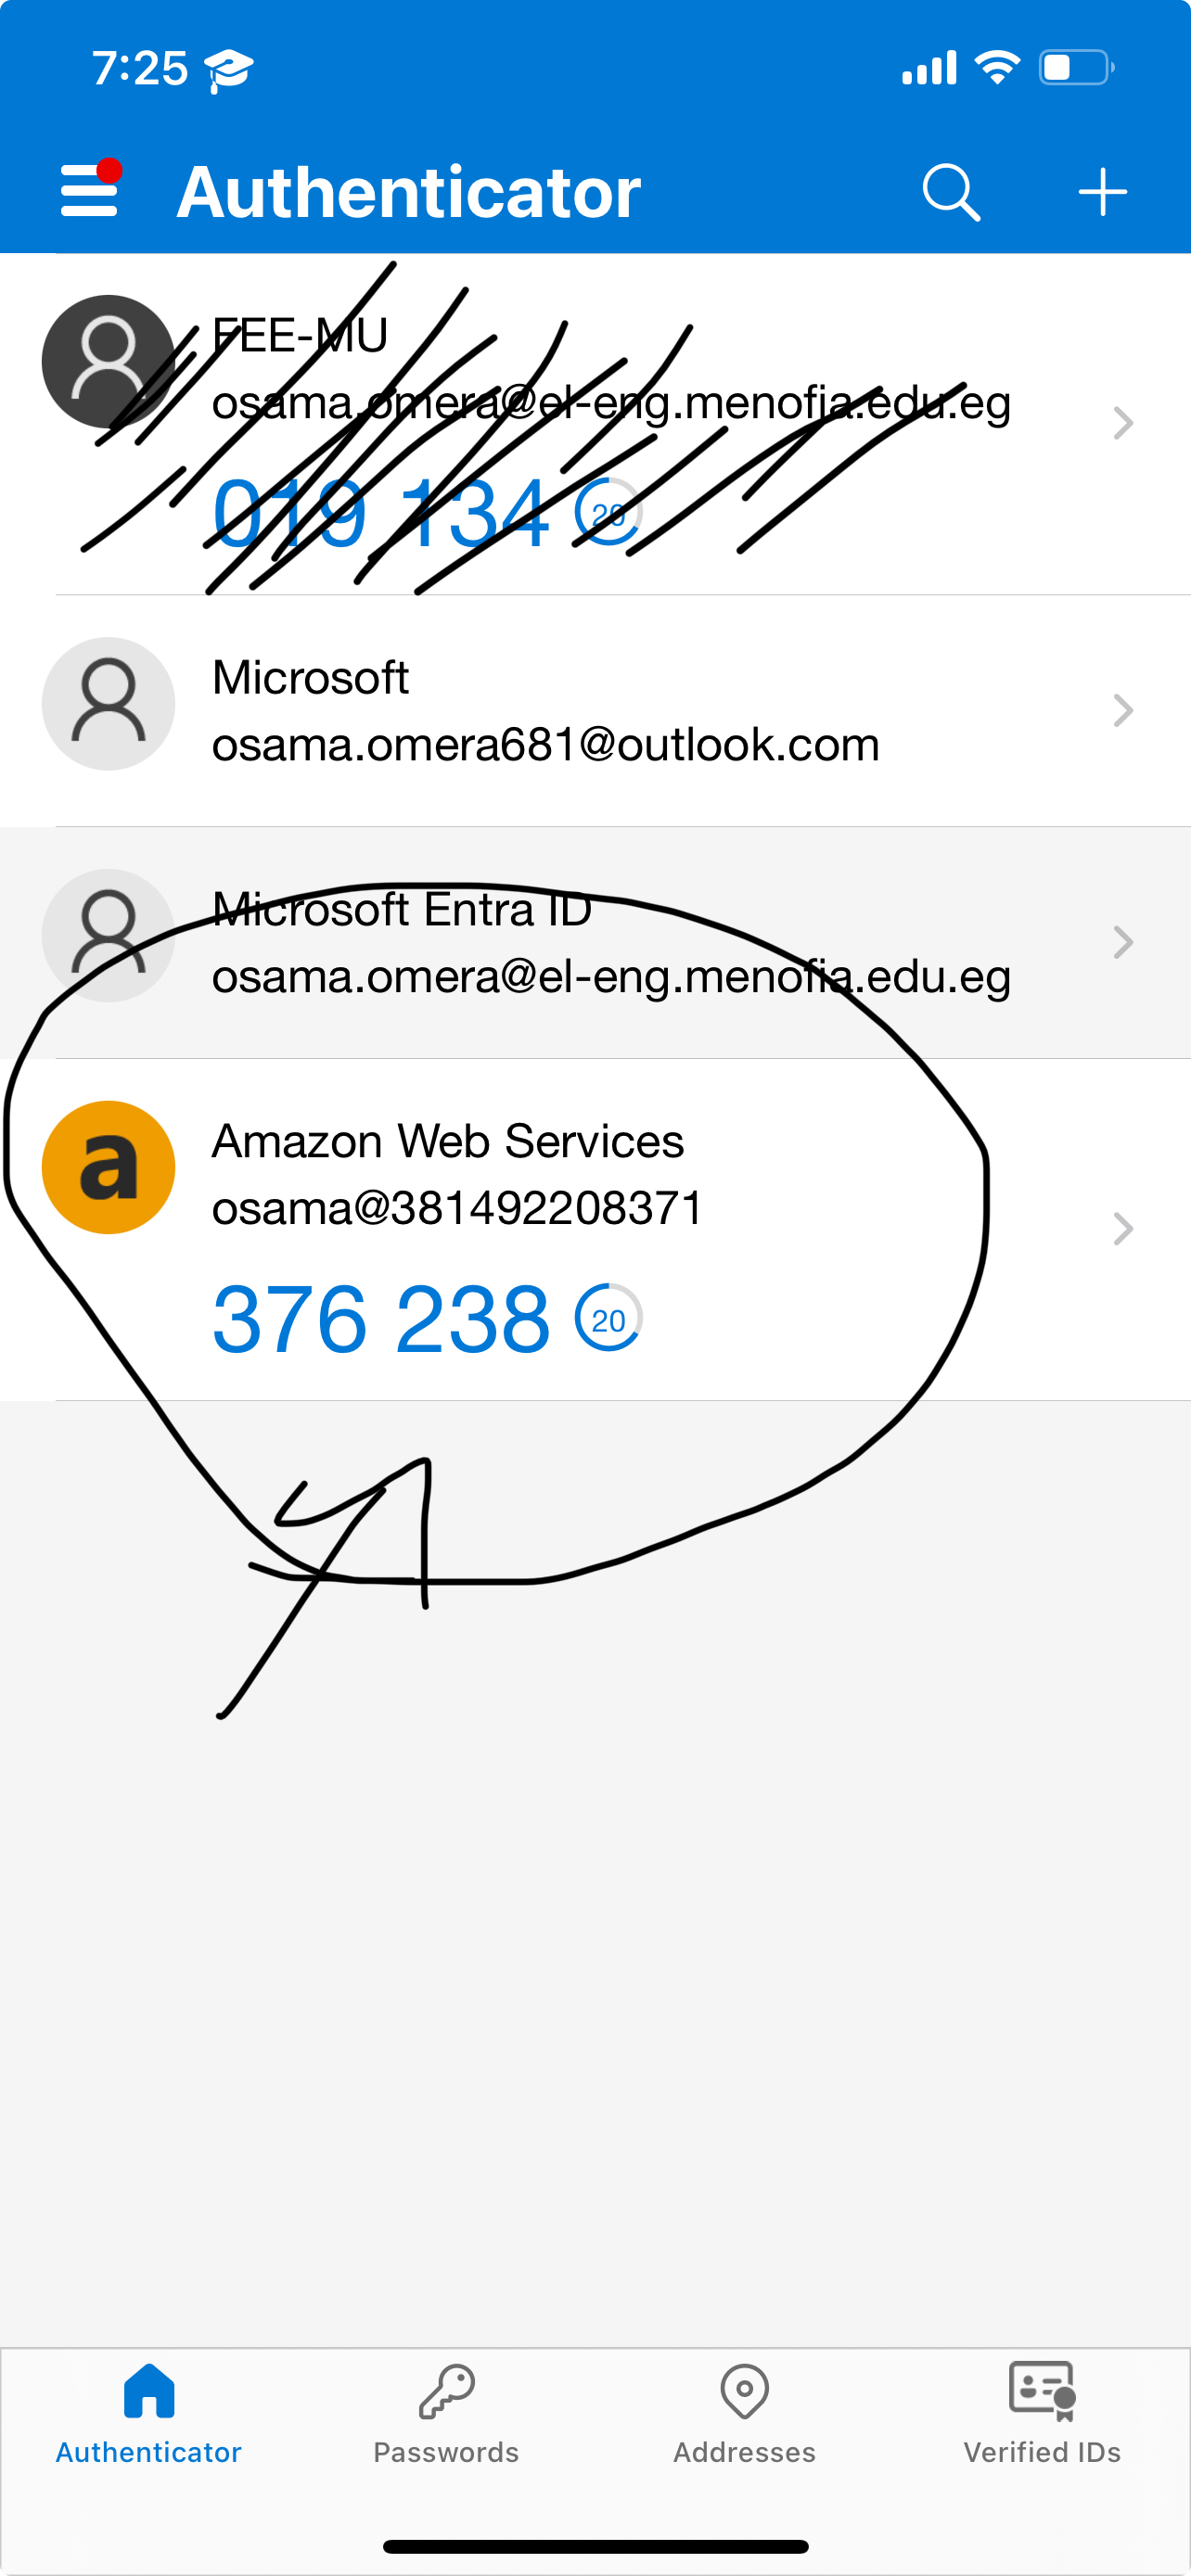 7:25
Authenticator
FEE-MU
osama.omera@el-eng.menofia.edu.eg
019 134 20
Microsoft
osama.omera681@outlook.com
Microsoft Entra ID
osama.omera@el-eng.menofia.edu.eg
a
Amazon Web Services
osama@381492208371
376 238 20
Authenticator Passwords Addresses Verified IDs